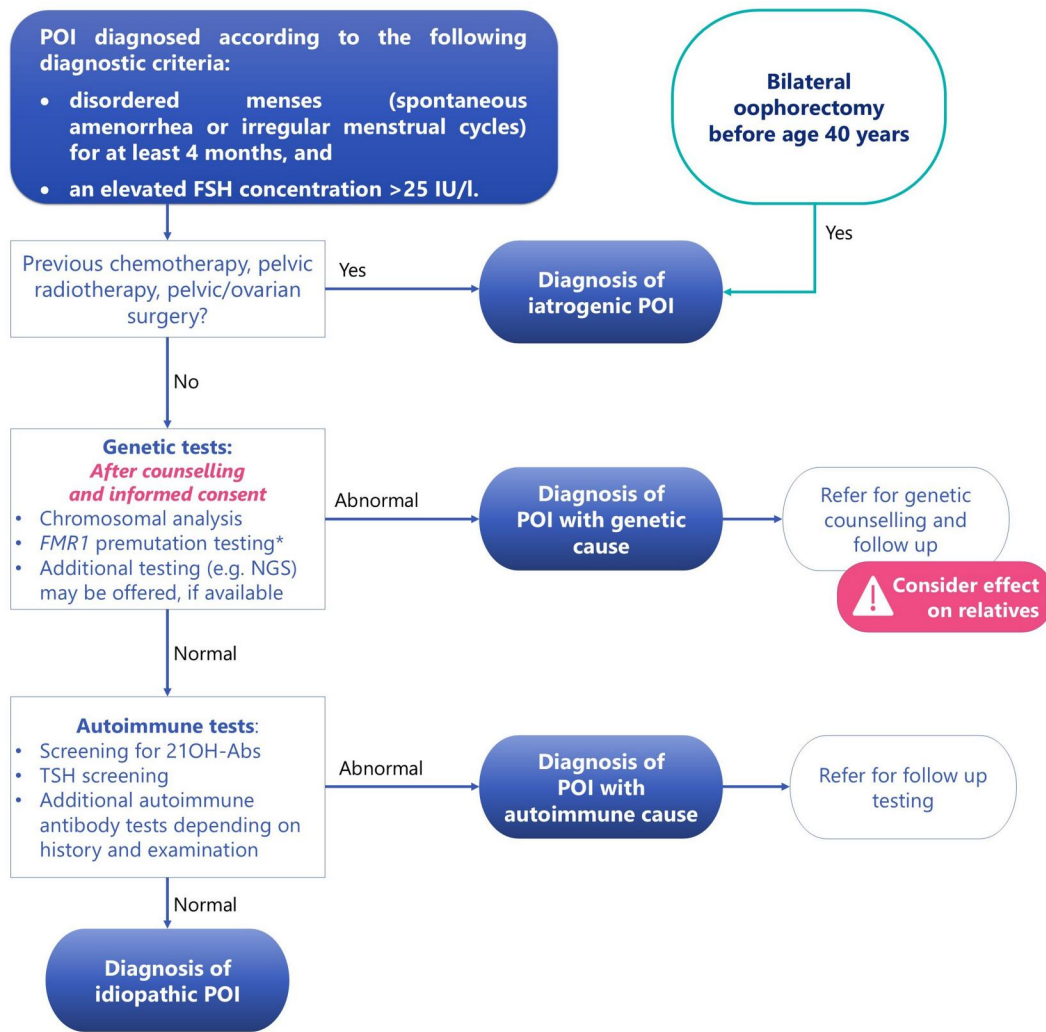 POI diagnosed according to the following
diagnostic criteria:
• disordered menses (spontaneous
amenorrhea or irregular menstrual cycles)
for at least 4 months, and
• an elevated FSH concentration >25 IU/l.
Bilateral
oophorectomy
before age 40 years
Yes
Previous chemotherapy, pelvic
radiotherapy, pelvic/ovarian
surgery?
Yes
Diagnosis of
iatrogenic POI
No
Genetic tests:
After counselling
and informed consent
• Chromosomal analysis
• FMR1 premutation testing*
• Additional testing (e.g. NGS)
may be offered, if available
Abnormal
Diagnosis of
POI with genetic
cause
Refer for genetic
counselling and
follow up
Consider effect
on relatives
Normal
Autoimmune tests:
• Screening for 21OH-Abs
• TSH screening
• Additional autoimmune
antibody tests depending on
history and examination
Abnormal
Diagnosis of
POI with
autoimmune cause
Refer for follow up
testing
Normal
Diagnosis of
idiopathic POI